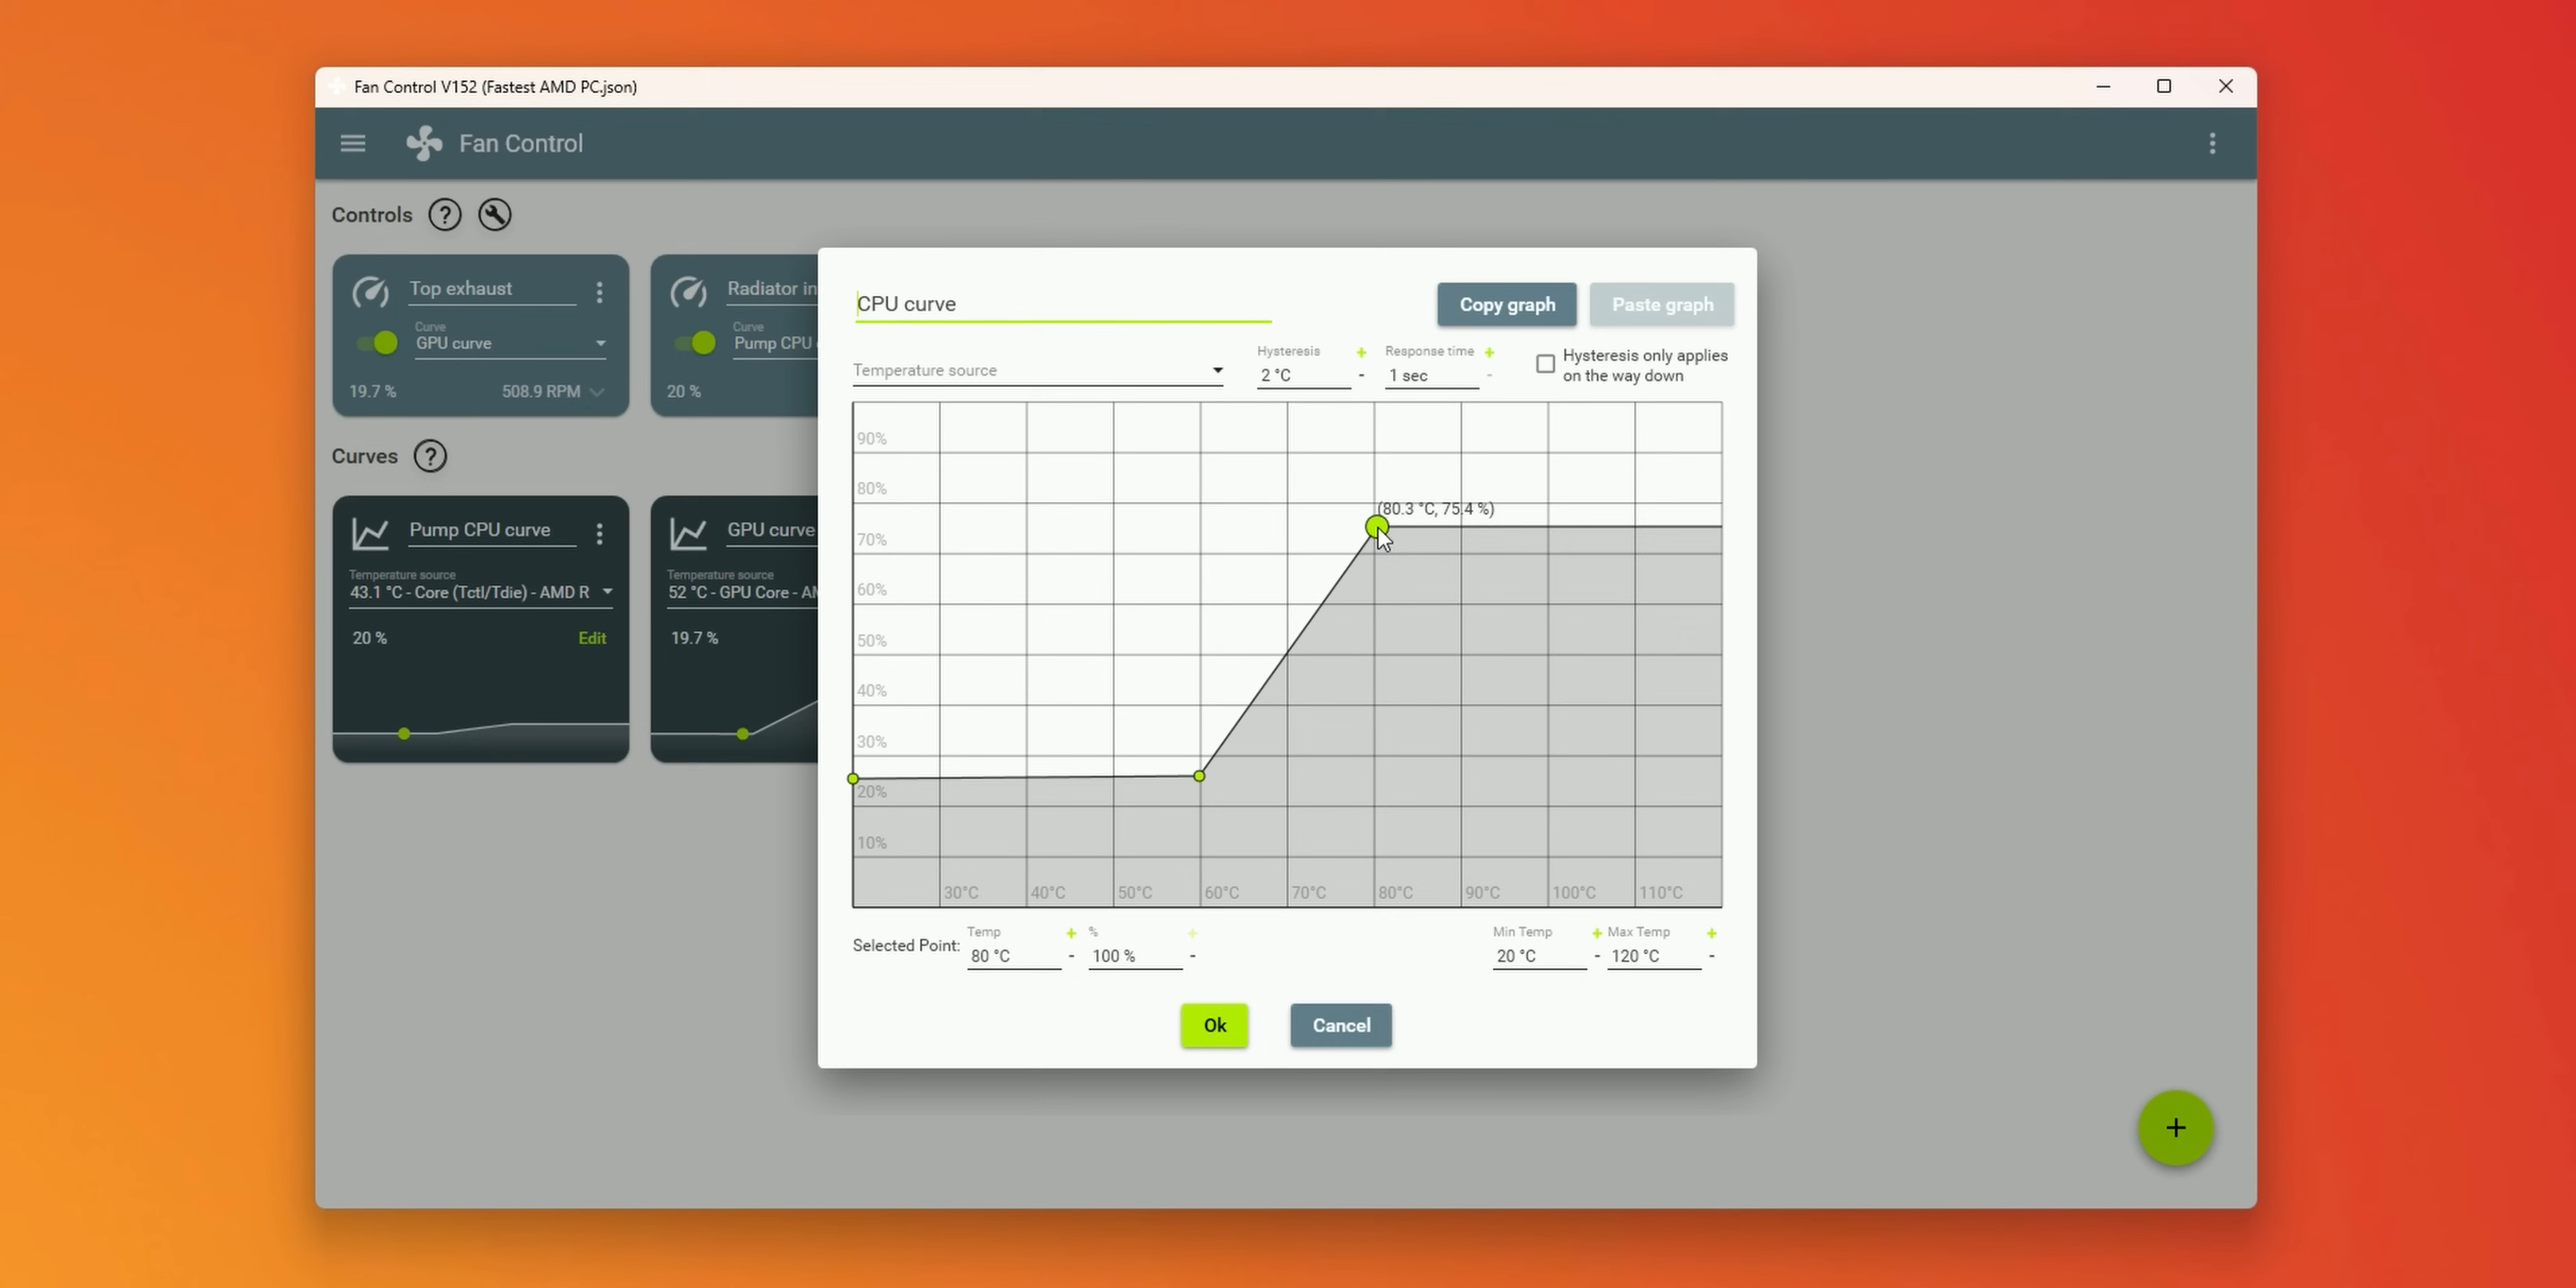 Fan Control V152 (Fastest AMD PC.json)
Fan Control
Controls
Top exhaust
Curve
GPU curve
19.7 %
508.9 RPM
Radiator in
Curve
Pump CPU
20 %
Curves
Pump CPU curve
Temperature source
43.1 °C - Core (Tctl/Tdie) - AMD R
20 %
Edit
GPU curve
Temperature source
52 °C - GPU Core - AM
19.7 %
CPU curve
Copy graph
Paste graph
Temperature source
Hysteresis
2 °C
Response time
1 sec
Hysteresis only applies
on the way down
90%
80%
(80.3 °C, 75.4 %)
70%
60%
50%
40%
30%
20%
10%
30°C 40°C 50°C 60°C 70°C 80°C 90°C 100°C 110°C
Selected Point:
Temp
80 °C
%
100 %
Min Temp
20 °C
Max Temp
120 °C
Ok
Cancel